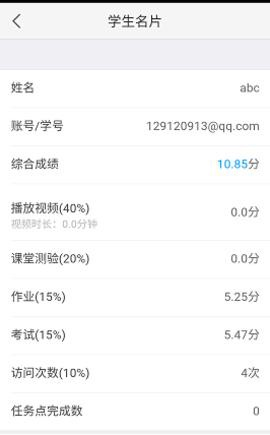 学生名片
姓名 abc
账号/学号 129120913@qq.com
综合成绩 10.85分
播放视频(40%) 0.0分
视频时长：0.0分钟
课堂测验(20%) 0.0分
作业(15%) 5.25分
考试(15%) 5.47分
访问次数(10%) 4次
任务点完成数 0